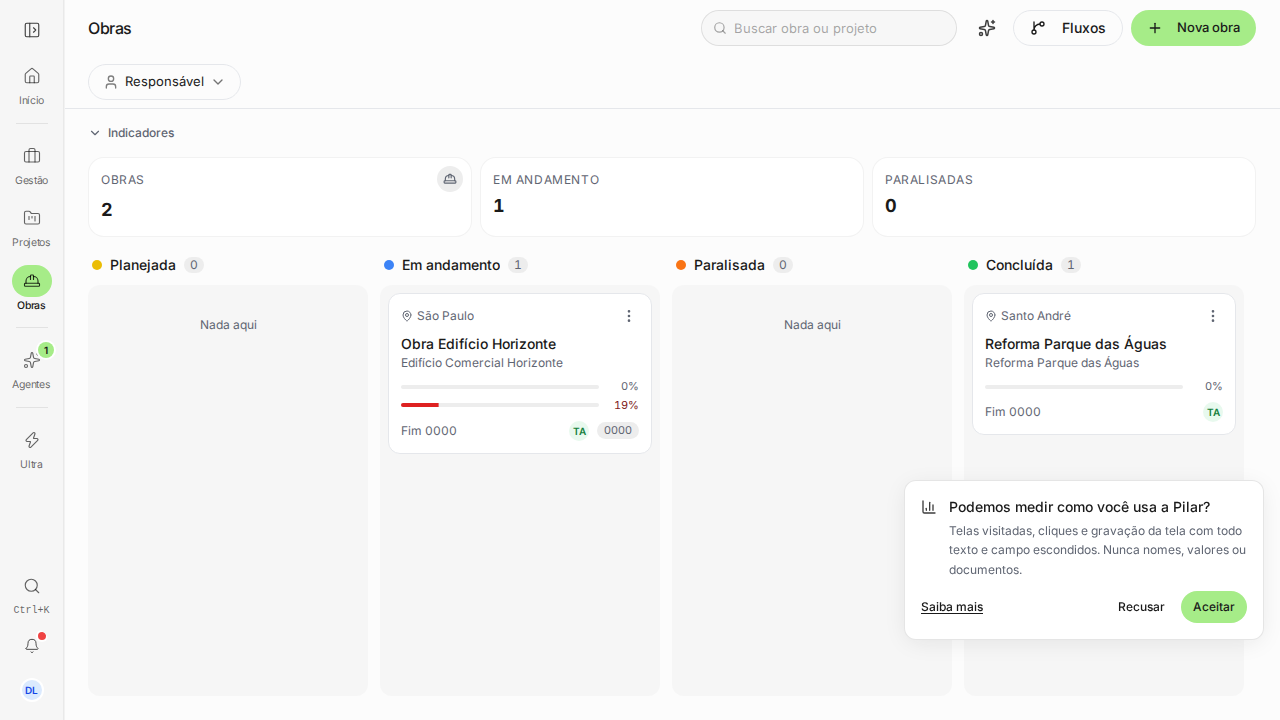 Obras
Buscar obra ou projeto
Fluxos
Nova obra
Responsável
Início
Gestão
Projetos
Obras
1
Agentes
Ultra
Ctrl+K
DL
Indicadores
OBRAS
2
EM ANDAMENTO
1
PARALISADAS
0
Planejada 0
Nada aqui
Em andamento 1
São Paulo
Obra Edifício Horizonte
Edifício Comercial Horizonte
0%
19%
Fim 0000
TA
0000
Paralisada 0
Nada aqui
Concluída 1
Santo André
Reforma Parque das Águas
Reforma Parque das Águas
0%
Fim 0000
TA
Podemos medir como você usa a Pilar?
Telas visitadas, cliques e gravação da tela com todo
texto e campo escondidos. Nunca nomes, valores ou
documentos.
Saiba mais
Recusar
Aceitar